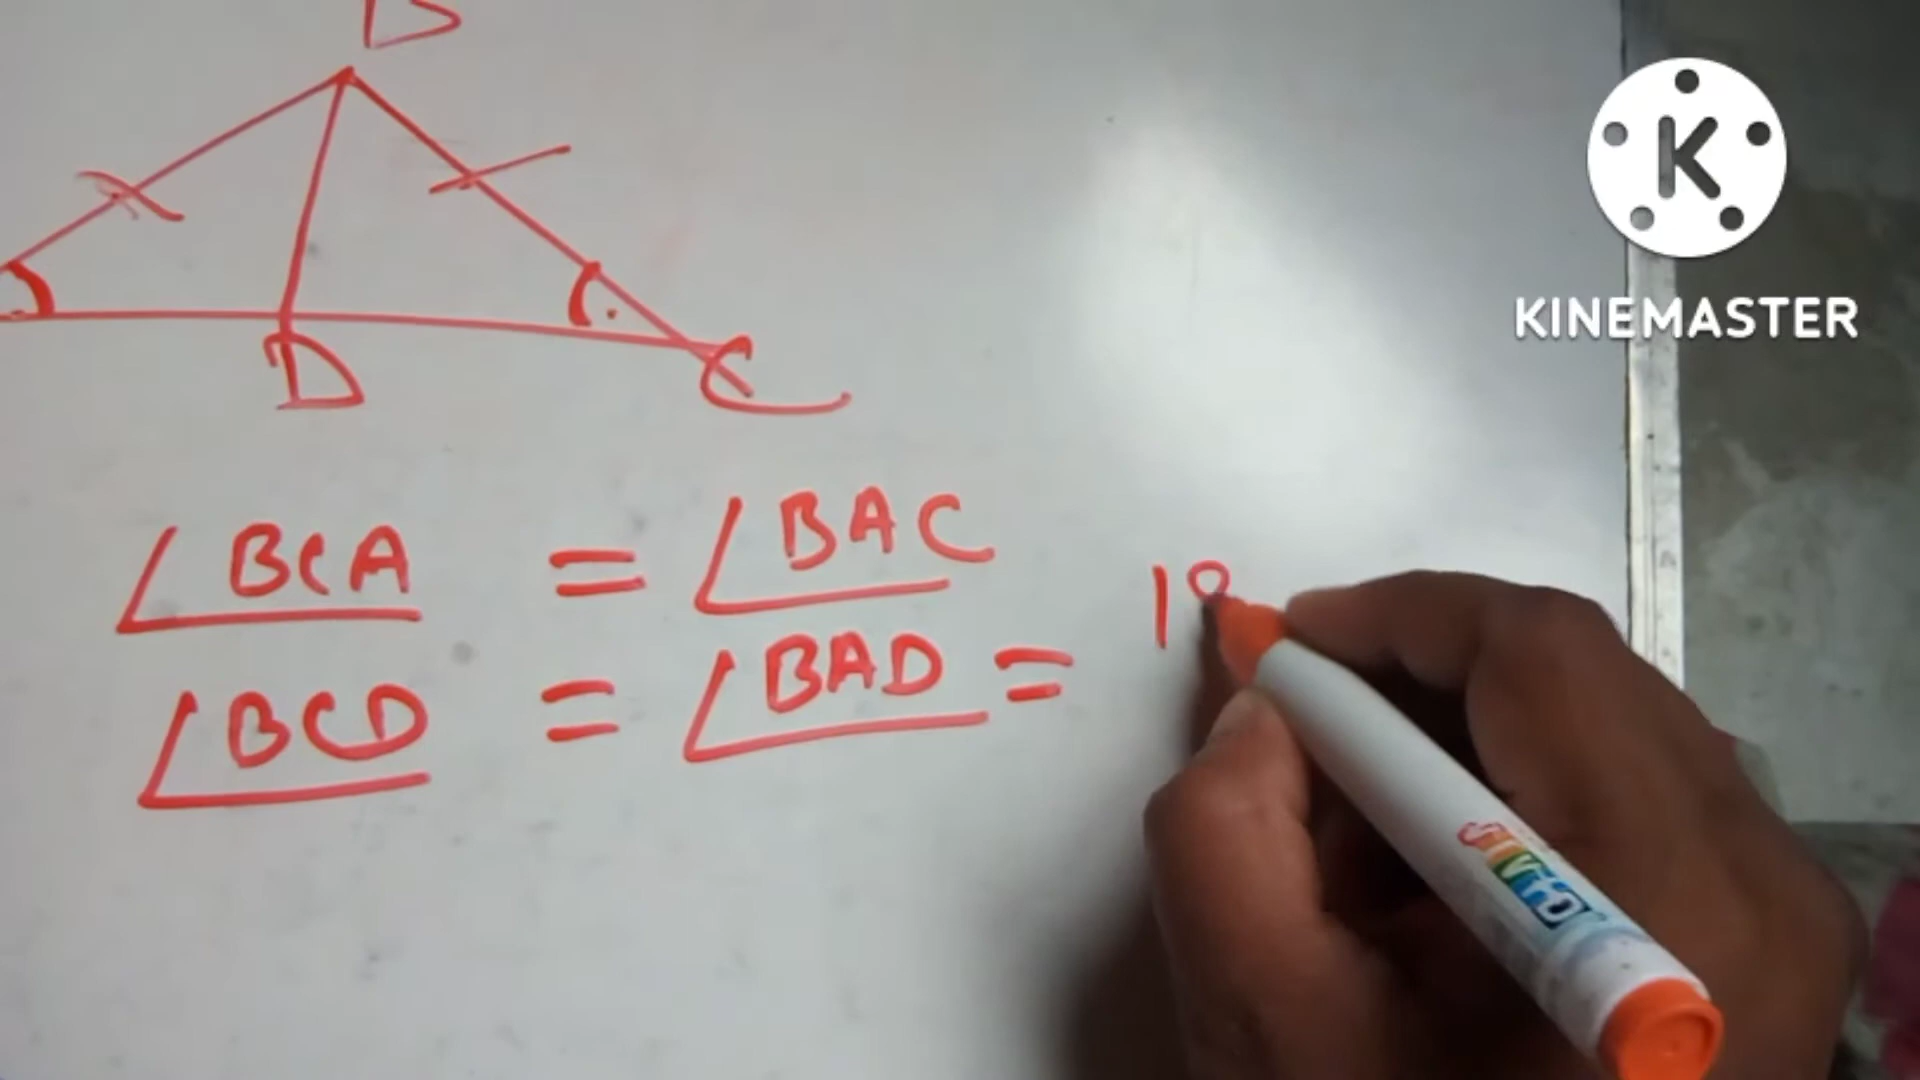 B
KINEMASTER
D
C
∠BCA = ∠BAC
∠BCD = ∠BAD = 18